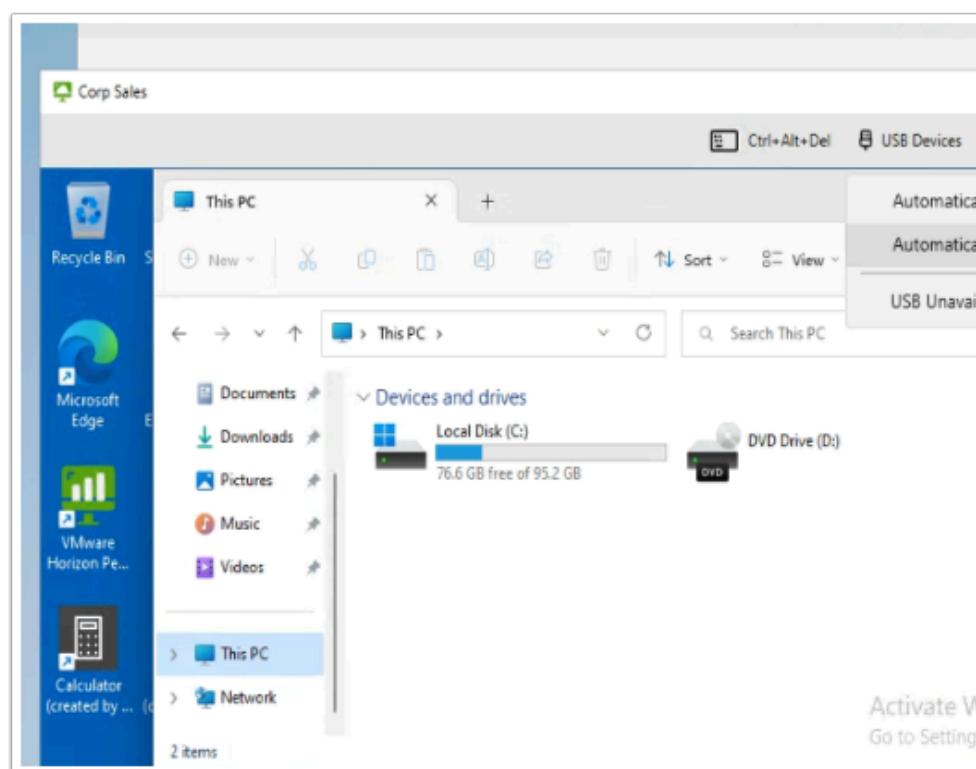 Corp Sales
Ctrl+Alt+Del USB Devices
This PC
Automatica
Automatica
USB Unavai
Recycle Bin S
New Sort View
This PC Search This PC
Microsoft
Edge E
Documents
Downloads
Pictures
Music
Videos
Devices and drives
Local Disk (C:)
76.6 GB free of 95.2 GB
DVD Drive (D:)
DVD
VMware
Horizon Pe...
This PC
Network
Calculator
(created by ... (c
2 items
Activate W
Go to Setting